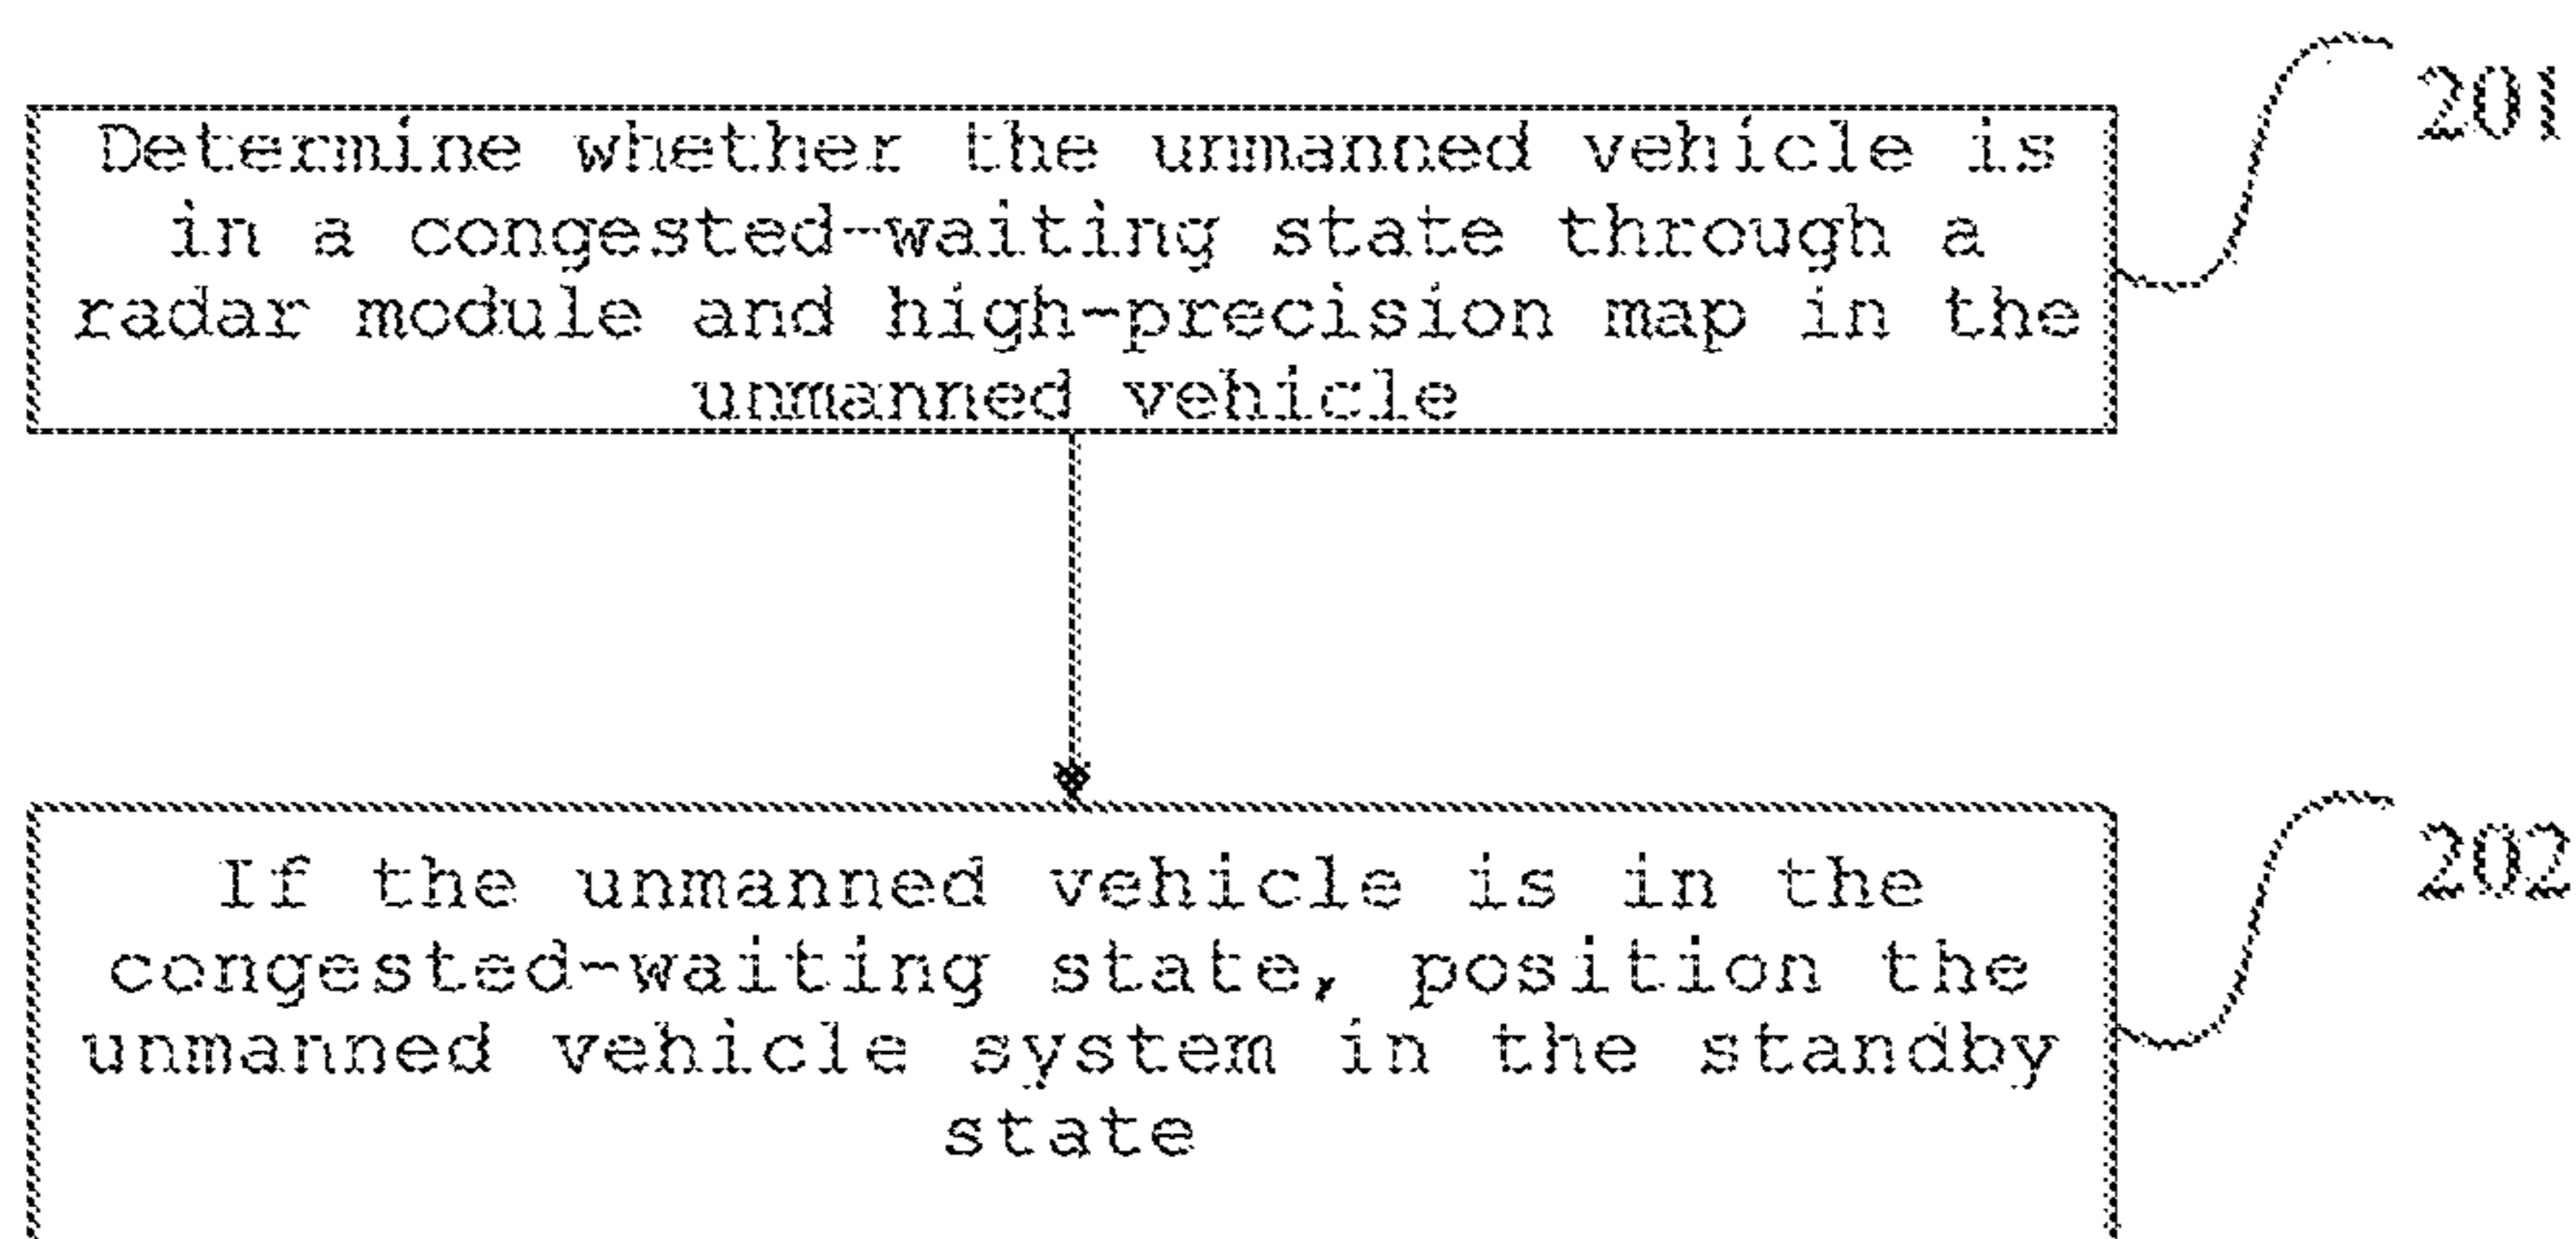 201
Determine whether the unmanned vehicle is
in a congested-waiting state through a
radar module and high-precision map in the
unmanned vehicle
202
If the unmanned vehicle is in the
congested-waiting state, position the
unmanned vehicle system in the standby
state